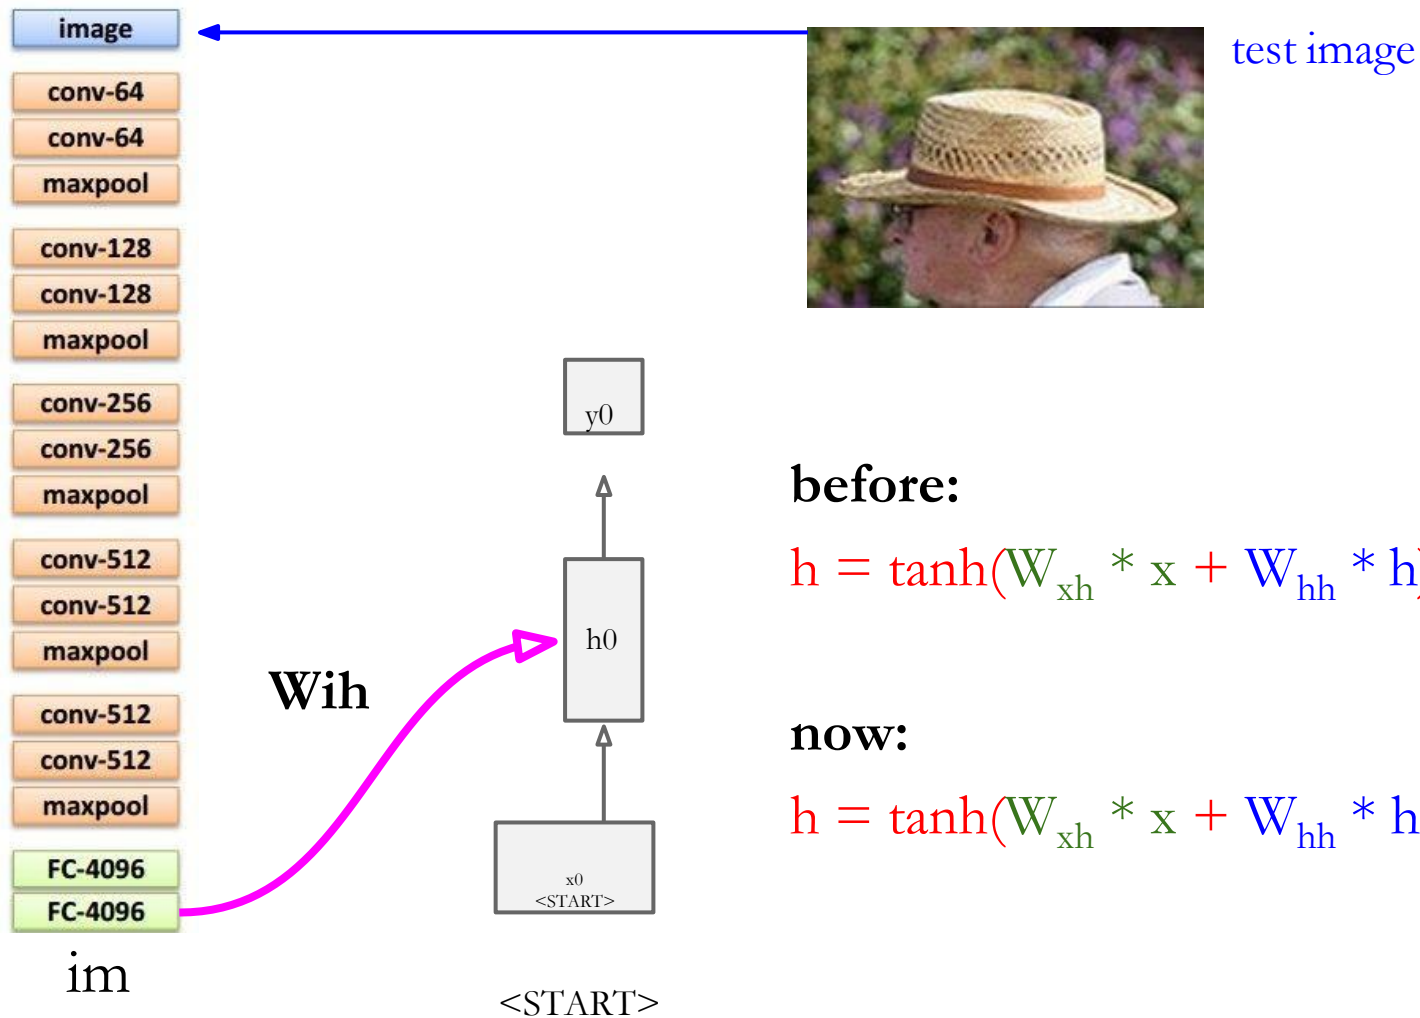 image
conv-64
conv-64
maxpool
conv-128
conv-128
maxpool
conv-256
conv-256
maxpool
conv-512
conv-512
maxpool
conv-512
conv-512
maxpool
FC-4096
FC-4096
im
Wih
y0
h0
x0
<START>
<START>
test image
before:
h = tanh(Wxh * x + Whh * h)
now:
h = tanh(Wxh * x + Whh * h